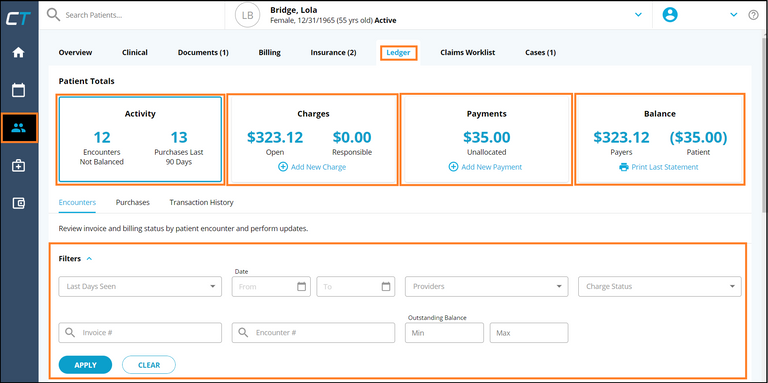 CT
Search Patients...
LB
Bridge, Lola
Female, 12/31/1965 (55 yrs old) Active
Overview Clinical Documents (1) Billing Insurance (2) Ledger Claims Worklist Cases (1)
Patient Totals
Activity
12 13
Encounters Purchases Last
Not Balanced 90 Days
Charges
$323.12 $0.00
Open Responsible
Add New Charge
Payments
$35.00
Unallocated
Add New Payment
Balance
$323.12 ($35.00)
Payers Patient
Print Last Statement
Encounters Purchases Transaction History
Review invoice and billing status by patient encounter and perform updates.
Filters
Date
Last Days Seen From To Providers Charge Status
Outstanding Balance
Invoice # Encounter # Min Max
APPLY CLEAR